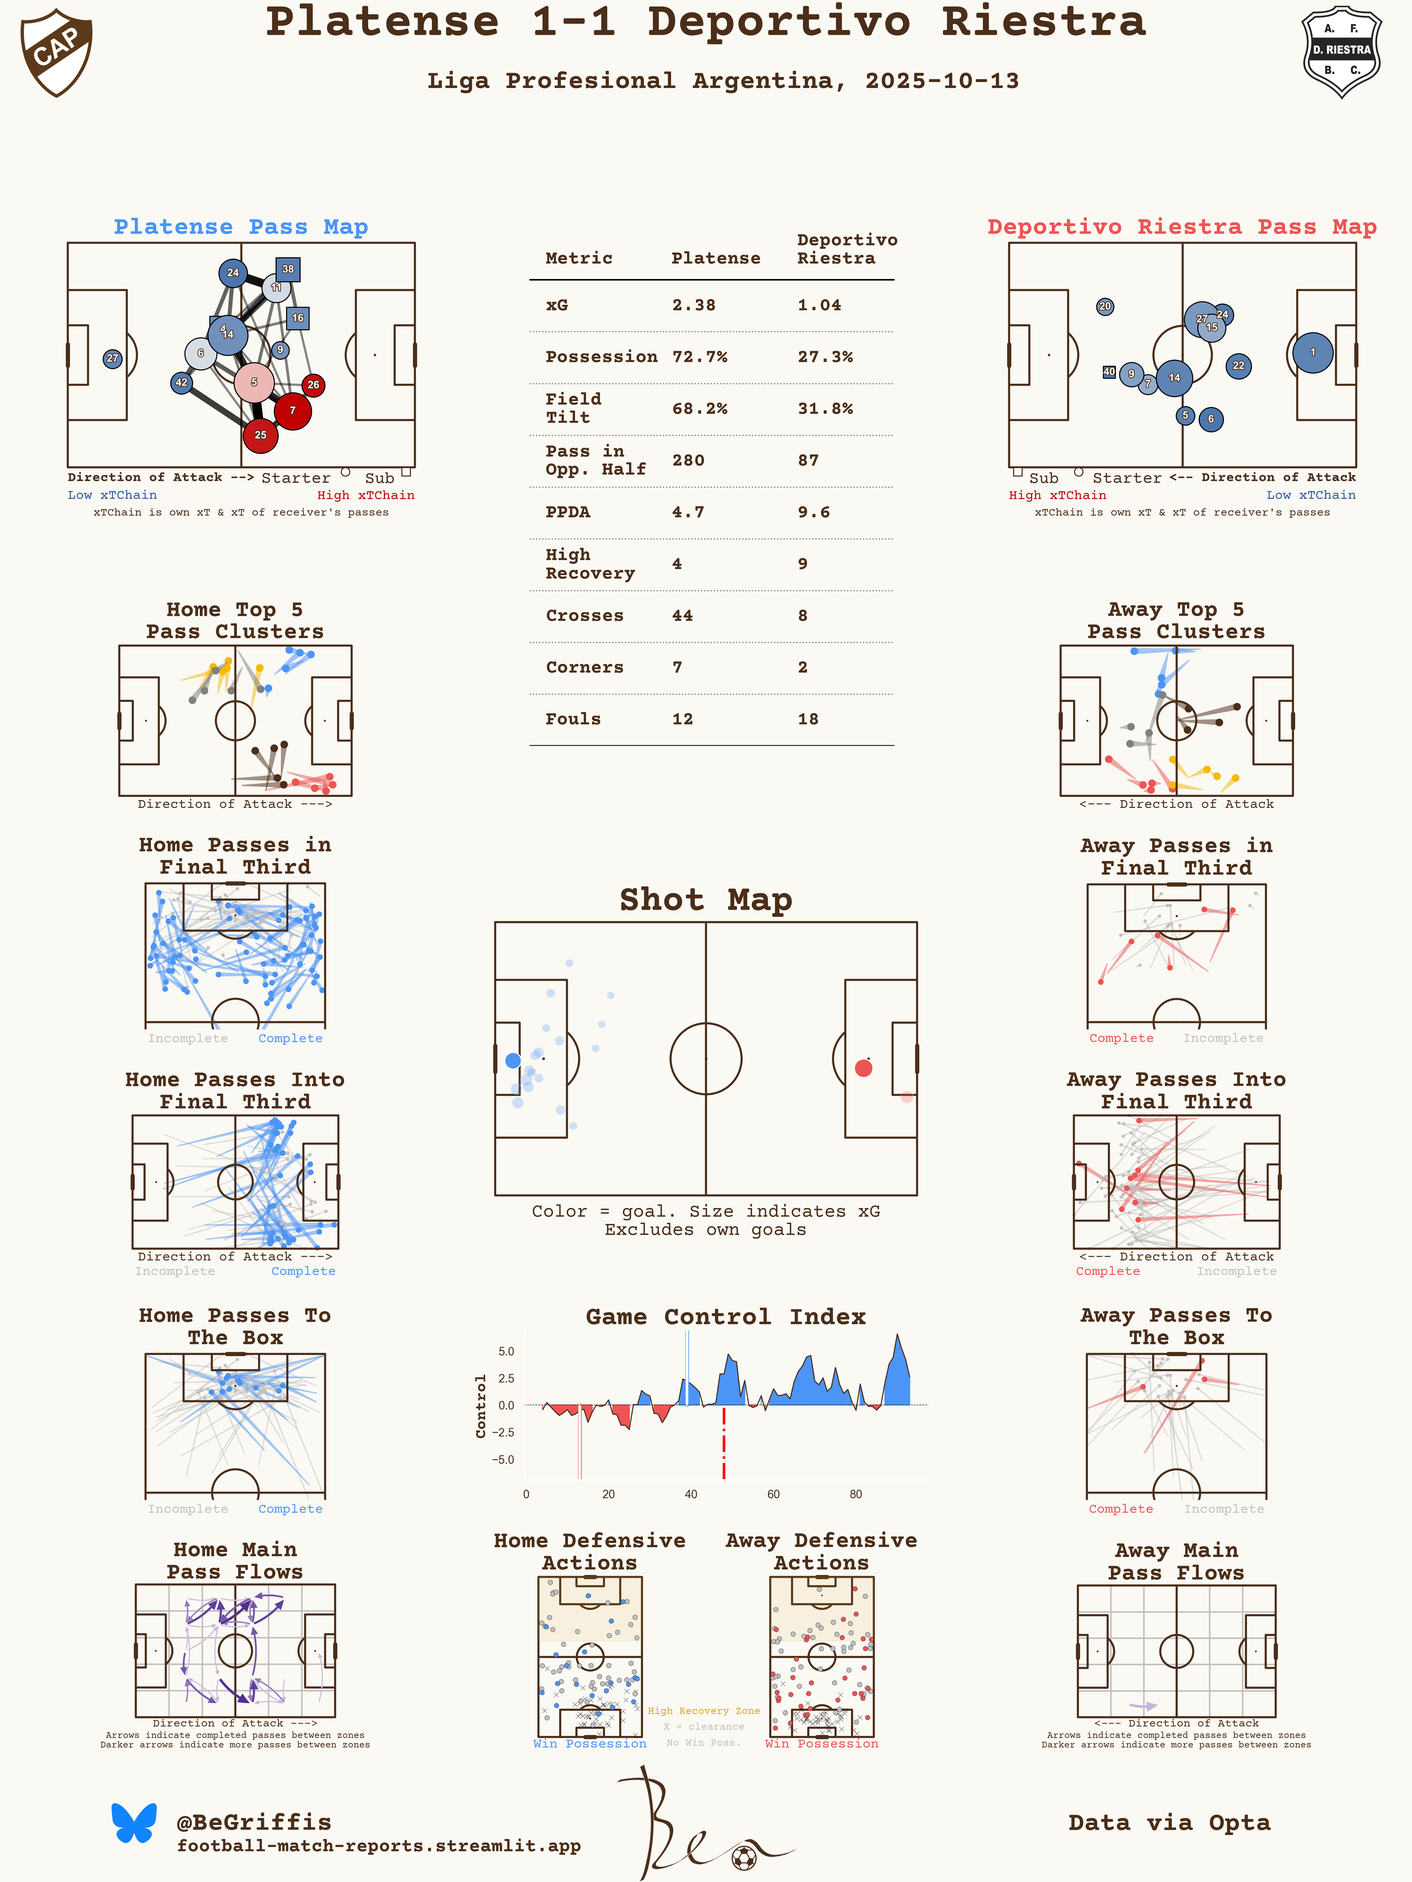 Platense 1-1 Deportivo Riestra
Liga Profesional Argentina, 2025-10-13
CAP
A. F.
D. RIESTRA
B. C.
Platense Pass Map
24
38
11
16
4
14
6
9
27
42
5
26
7
25
Direction of Attack --> Starter Sub
Low xTChain High xTChain
xTChain is own xT & xT of receiver's passes
Metric Platense Deportivo Riestra
xG 2.38 1.04
Possession 72.7% 27.3%
Field Tilt 68.2% 31.8%
Pass in Opp. Half 280 87
PPDA 4.7 9.6
High Recovery 4 9
Crosses 44 8
Corners 7 2
Fouls 12 18
Deportivo Riestra Pass Map
20
27
24
15
1
40
9
7
14
22
5
6
Sub Starter <-- Direction of Attack
High xTChain Low xTChain
xTChain is own xT & xT of receiver's passes
Home Top 5
Pass Clusters
Direction of Attack --->
Away Top 5
Pass Clusters
<--- Direction of Attack
Home Passes in
Final Third
Incomplete Complete
Away Passes in
Final Third
Complete Incomplete
Shot Map
Color = goal. Size indicates xG
Excludes own goals
Home Passes Into
Final Third
Direction of Attack --->
Incomplete Complete
Away Passes Into
Final Third
<--- Direction of Attack
Complete Incomplete
Home Passes To
The Box
Incomplete Complete
Game Control Index
Control
5.0
2.5
0.0
−2.5
−5.0
0 20 40 60 80
Away Passes To
The Box
Complete Incomplete
Home Main
Pass Flows
Direction of Attack --->
Arrows indicate completed passes between zones
Darker arrows indicate more passes between zones
Home Defensive
Actions
Win Possession
Away Defensive
Actions
Win Possession
High Recovery Zone
X = clearance
No Win Poss.
Away Main
Pass Flows
<--- Direction of Attack
Arrows indicate completed passes between zones
Darker arrows indicate more passes between zones
@BeGriffis
football-match-reports.streamlit.app
Ben
Data via Opta